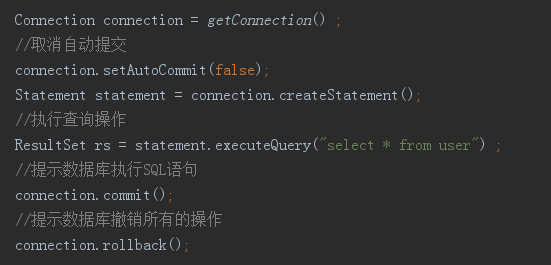 Connection connection = getConnection() ;
//取消自动提交
connection.setAutoCommit(false);
Statement statement = connection.createStatement();
//执行查询操作
ResultSet rs = statement.executeQuery("select * from user") ;
//提示数据库执行SQL语句
connection.commit();
//提示数据库撤销所有的操作
connection.rollback();